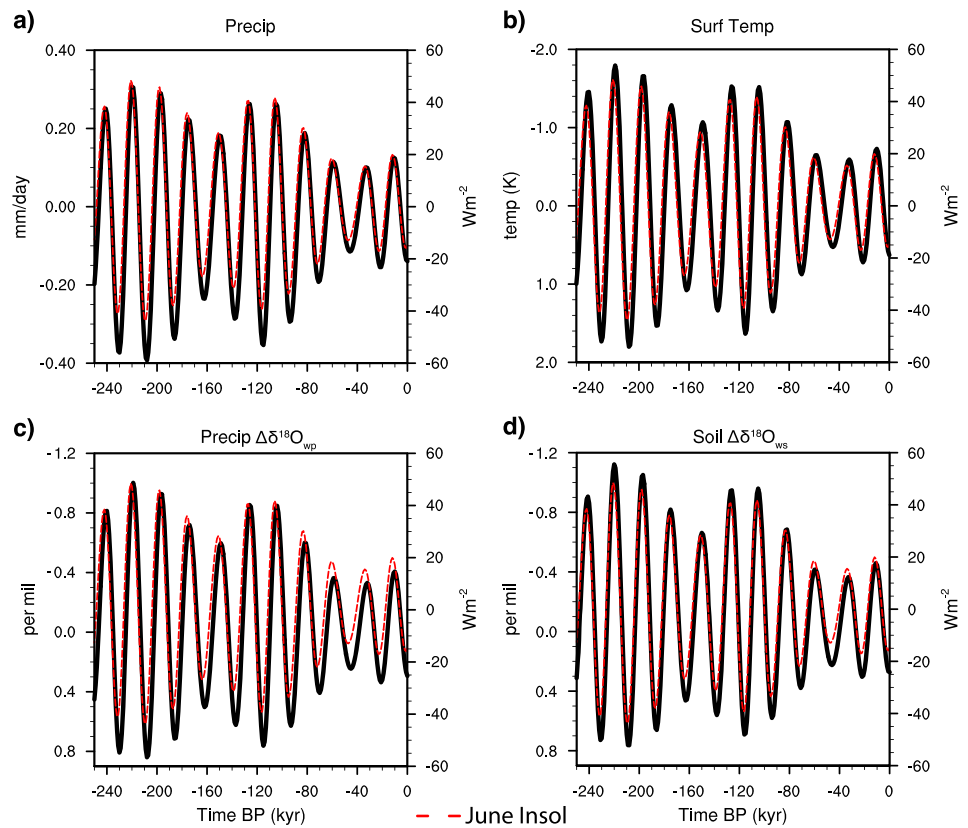 a)
Precip
0.40
0.20
0.00
-0.20
-0.40
mm/day
60
40
20
0
-20
-40
-60
Wm-2
-240 -200 -160 -120 -80 -40 0
b)
Surf Temp
-2.0
-1.0
0.0
1.0
2.0
temp (K)
60
40
20
0
-20
-40
-60
Wm-2
-240 -200 -160 -120 -80 -40 0
c)
Precip Δδ¹⁸Owp
-1.2
-0.8
-0.4
0.0
0.4
0.8
per mil
60
40
20
0
-20
-40
-60
Wm-2
-240 -200 -160 -120 -80 -40 0
Time BP (kyr)
d)
Soil Δδ¹⁸Ows
-1.2
-0.8
-0.4
0.0
0.4
0.8
per mil
60
40
20
0
-20
-40
-60
Wm-2
-240 -200 -160 -120 -80 -40 0
Time BP (kyr)
June Insol